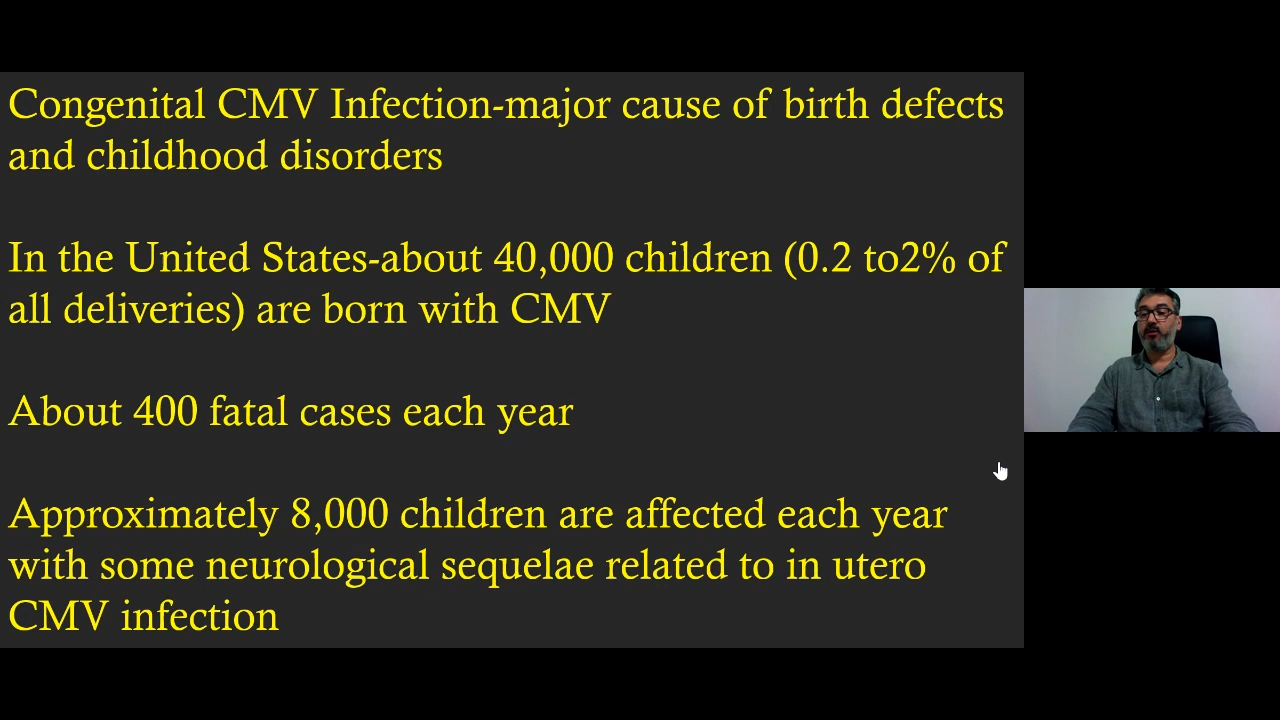 Congenital CMV Infection-major cause of birth defects
and childhood disorders
In the United States-about 40,000 children (0.2 to2% of
all deliveries) are born with CMV
About 400 fatal cases each year
Approximately 8,000 children are affected each year
with some neurological sequelae related to in utero
CMV infection